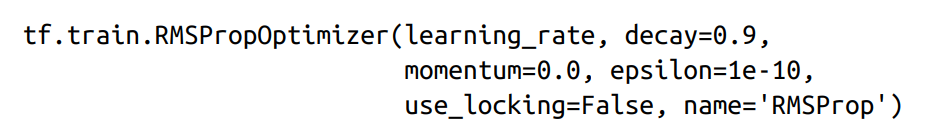 tf.train.RMSPropOptimizer(learning_rate, decay=0.9,
momentum=0.0, epsilon=1e-10,
use_locking=False, name='RMSProp')